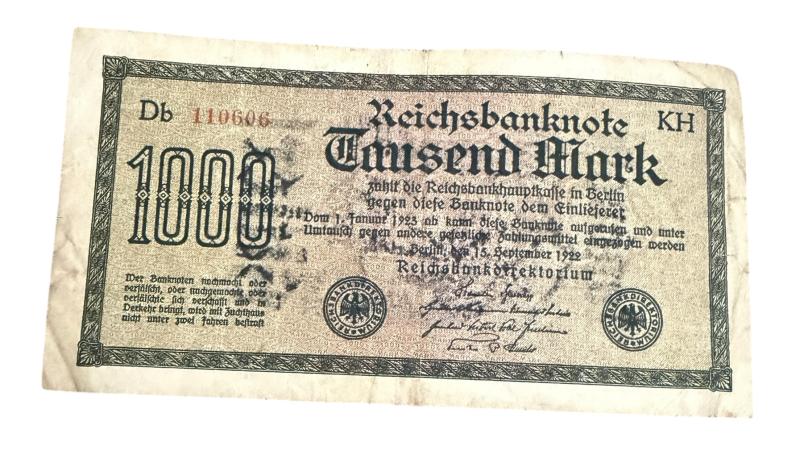 Db 110606
Reichsbanknote
KH
1000
Tausend Mark
zahlt die Reichsbankhauptkasse in Berlin
gegen diese Banknote dem Einlieferer
Vom 1. Januar 1923 ab kann diese Banknote aufgerufen und unter
Umtausch gegen andere gesetzliche Zahlungsmittel eingezogen werden
Berlin, den 15. September 1922
Reichsbankdirektorium
Wer Banknoten nachmacht oder
verfälscht, oder nachgemachte oder
verfälschte sich verschafft und in
Verkehr bringt, wird mit Zuchthaus
nicht unter zwei Jahren bestraft